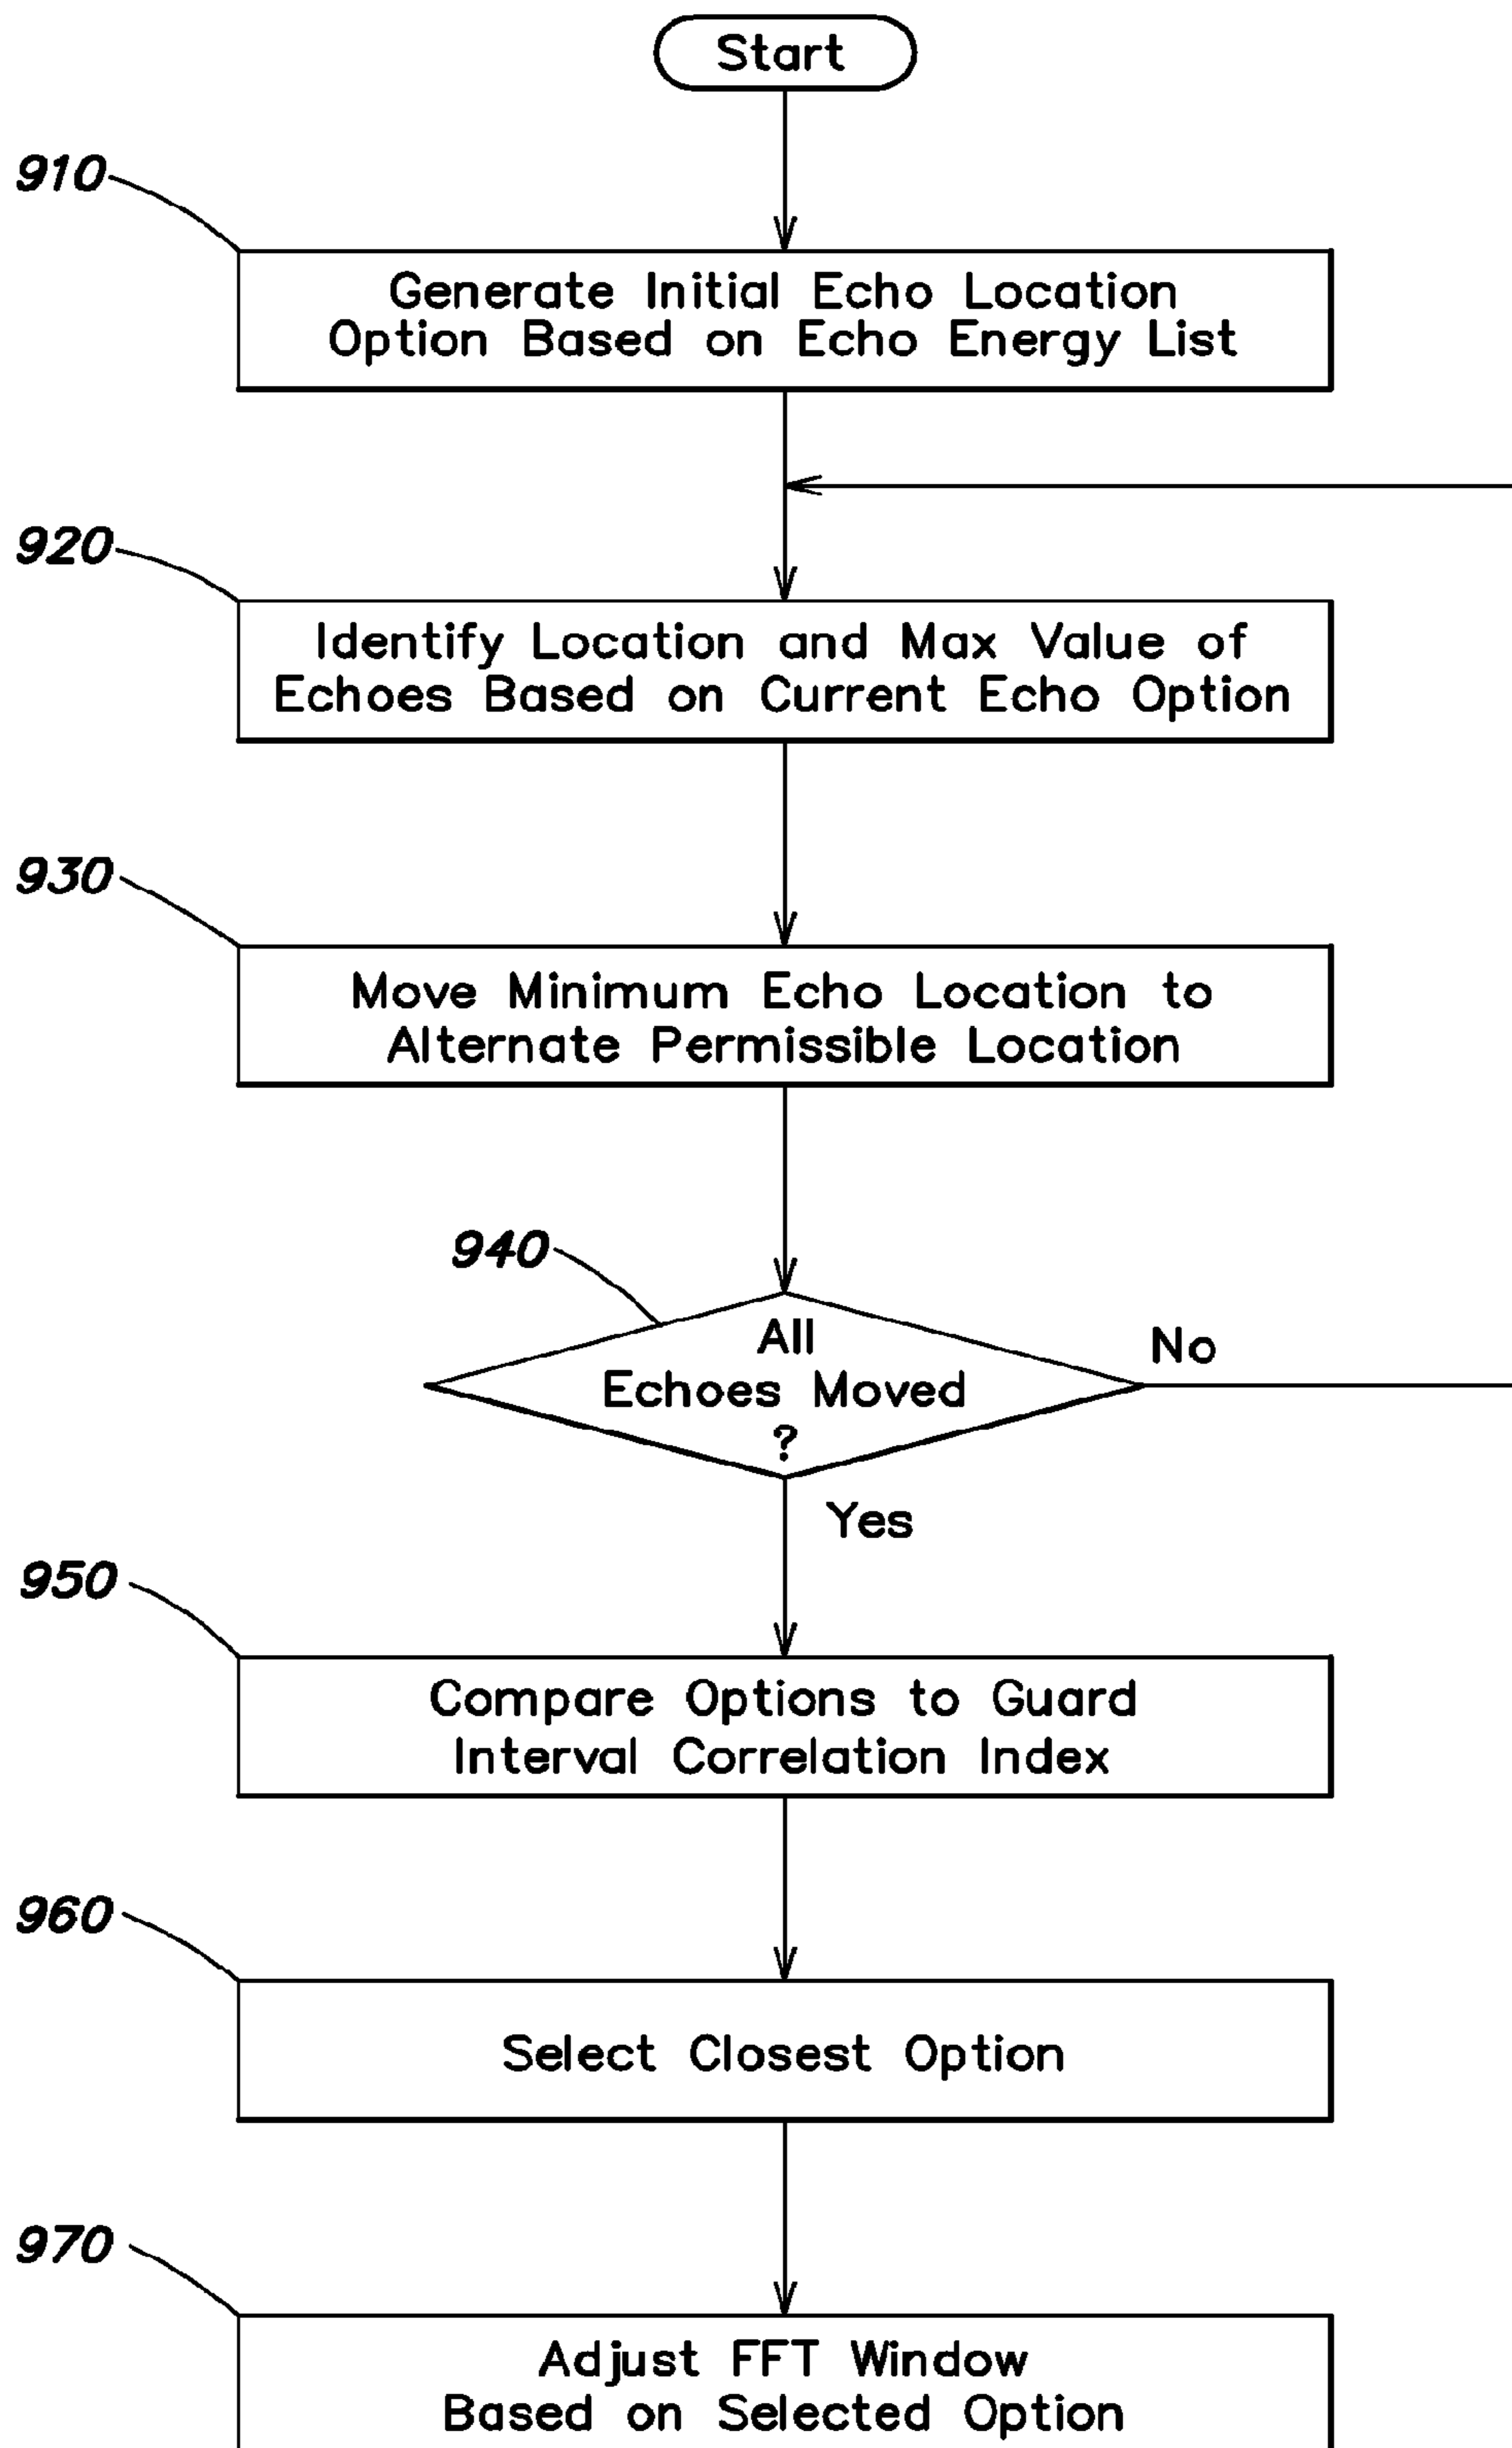 Start
910
Generate Initial Echo Location
Option Based on Echo Energy List
920
Identify Location and Max Value of
Echoes Based on Current Echo Option
930
Move Minimum Echo Location to
Alternate Permissible Location
940
All
Echoes Moved
?
No
Yes
950
Compare Options to Guard
Interval Correlation Index
960
Select Closest Option
970
Adjust FFT Window
Based on Selected Option